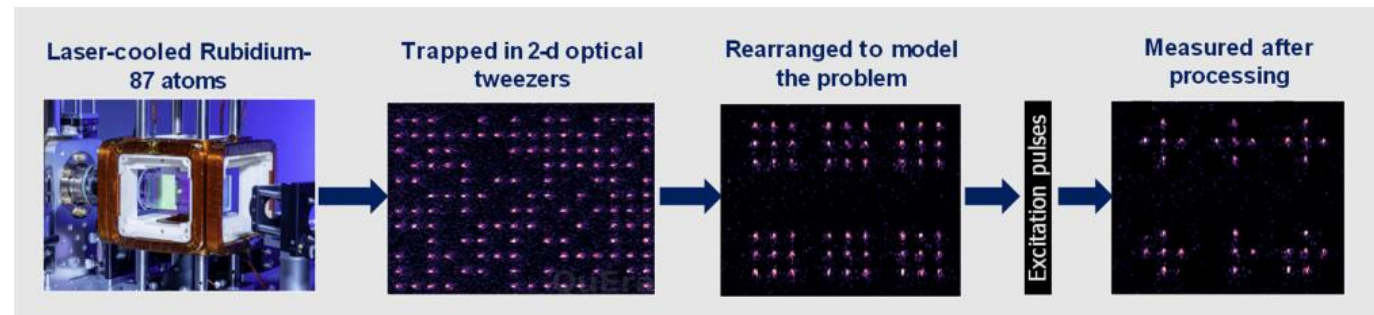 Laser-cooled Rubidium-
87 atoms
Trapped in 2-d optical
tweezers
Rearranged to model
the problem
Excitation pulses
Measured after
processing
QuEra